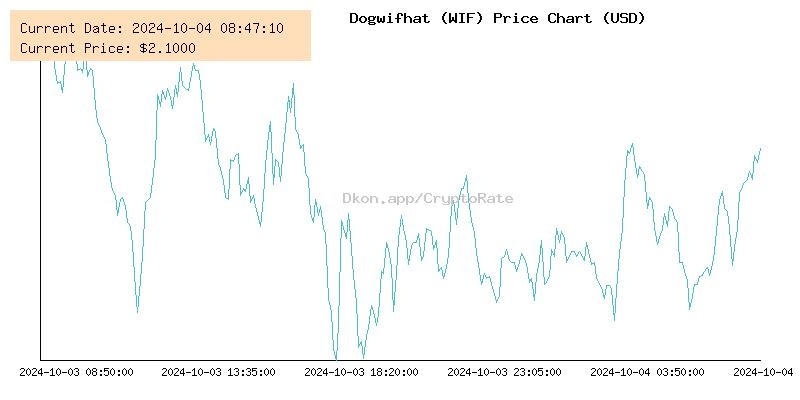 Dogwifhat (WIF) Price Chart (USD)
Current Date: 2024-10-04 08:47:10
Current Price: $2.1000
Dkon.app/CryptoRate
2024-10-03 08:50:00 2024-10-03 13:35:00 2024-10-03 18:20:00 2024-10-03 23:05:00 2024-10-04 03:50:00 2024-10-04